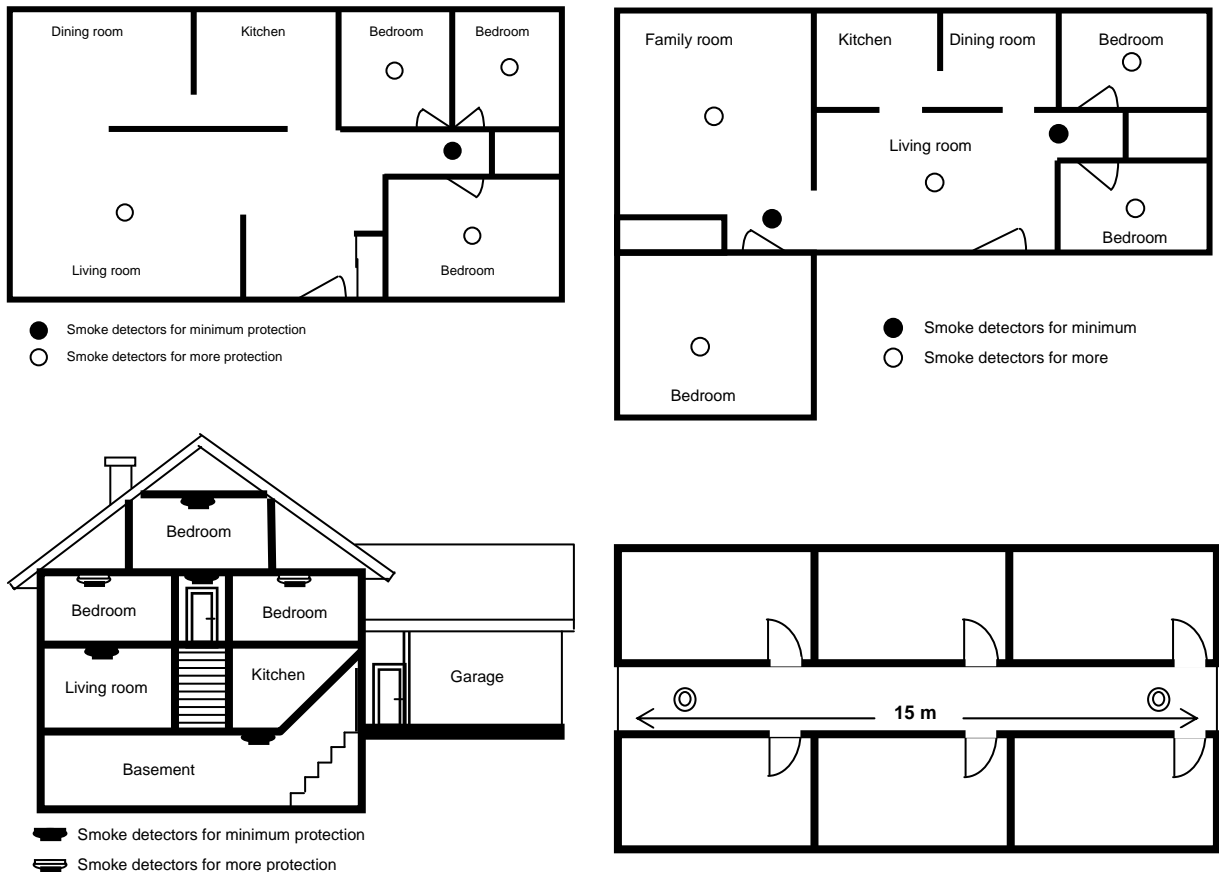 Dining room
Kitchen
Bedroom
Bedroom
Living room
Bedroom
Smoke detectors for minimum protection
Smoke detectors for more protection
Family room
Kitchen
Dining room
Bedroom
Living room
Bedroom
Bedroom
Smoke detectors for minimum
Smoke detectors for more
Bedroom
Bedroom
Bedroom
Living room
Kitchen
Garage
Basement
Smoke detectors for minimum protection
Smoke detectors for more protection
15 m